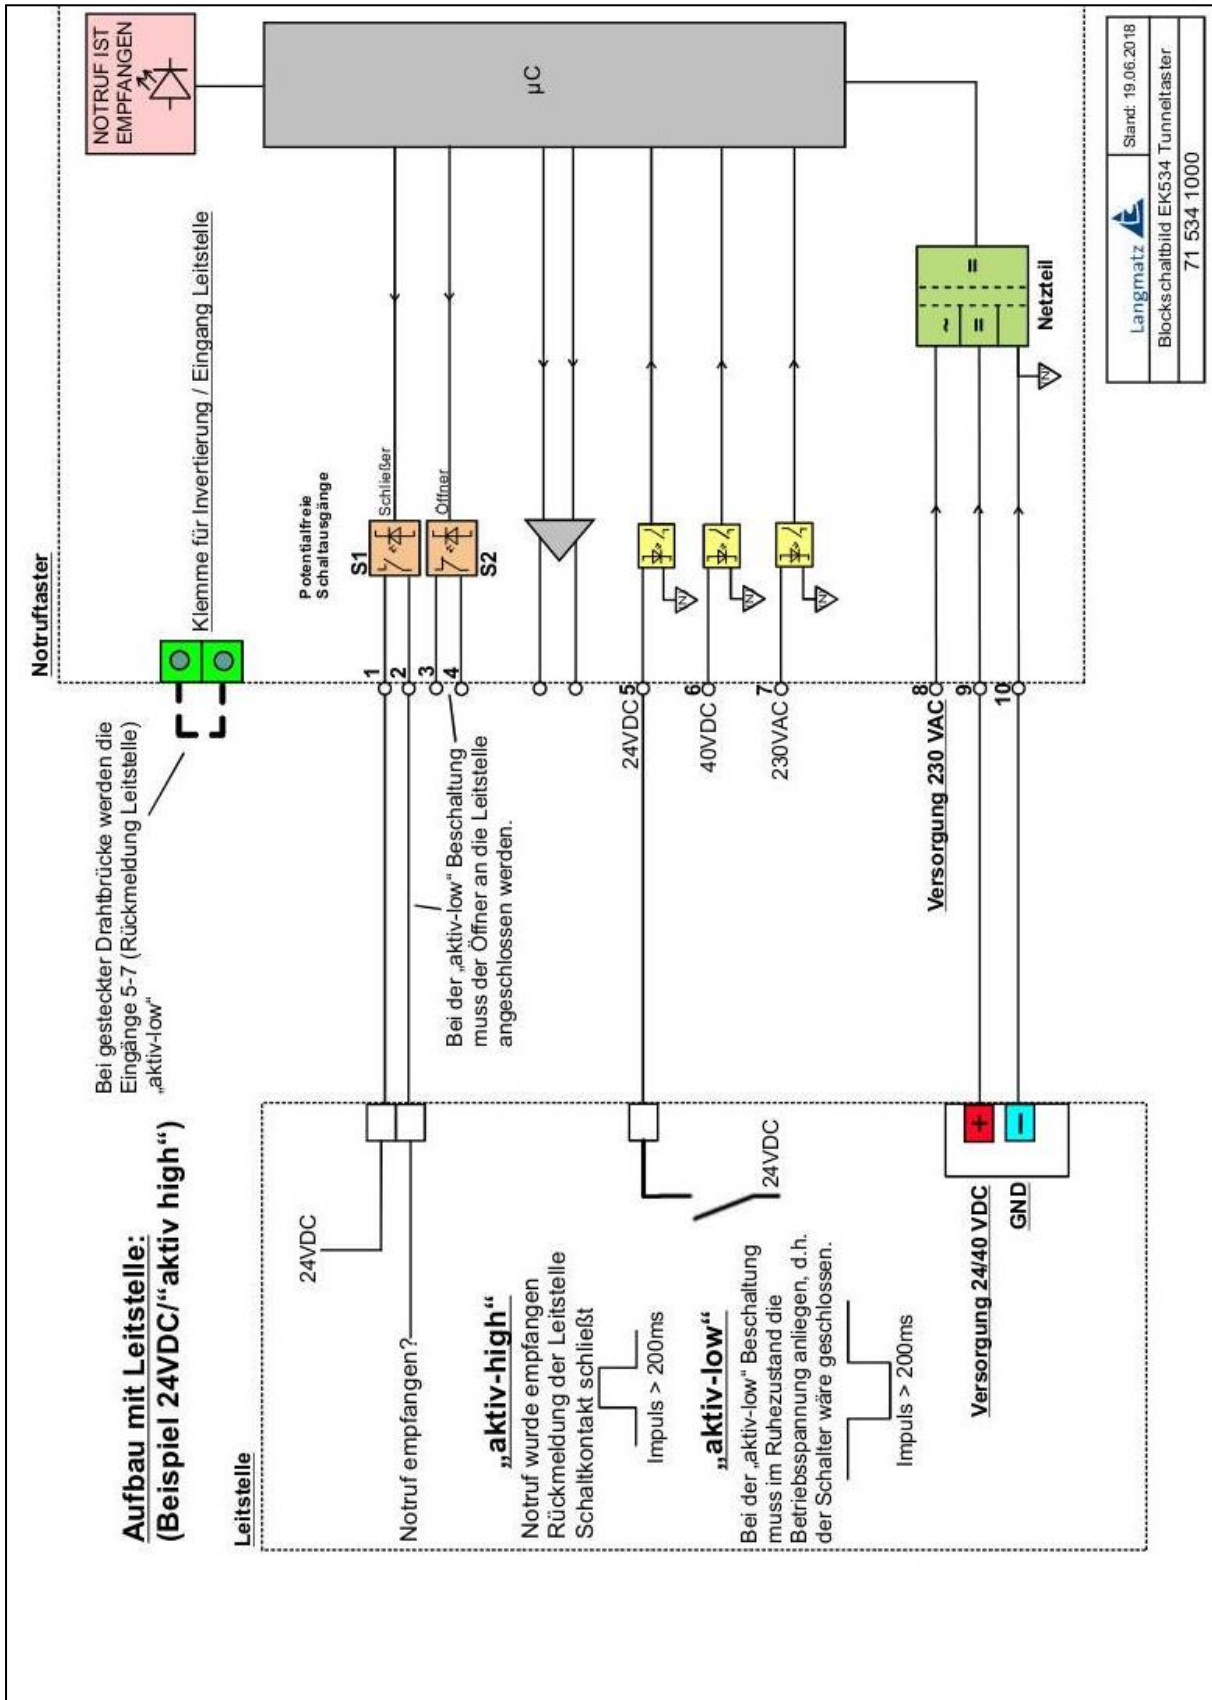 Aufbau mit Leitstelle:
(Beispiel 24VDC/“aktiv high“)
Bei gesteckter Drahtbrücke werden die
Eingänge 5-7 (Rückmeldung Leitstelle)
„aktiv-low“
Klemme für Invertierung / Eingang Leitstelle
NOTRUF IST
EMPFANGEN
Leitstelle
Notruftaster
24VDC
Notruf empfangen?
„aktiv-high“
Notruf wurde empfangen
Rückmeldung der Leitstelle
Schaltkontakt schließt
Impuls > 200ms
„aktiv-low“
Bei der „aktiv-low“ Beschaltung
muss im Ruhezustand die
Betriebsspannung anliegen, d.h.
der Schalter wäre geschlossen.
Impuls > 200ms
24VDC
Versorgung 24/40 VDC
+
−
GND
Bei der „aktiv-low“ Beschaltung
muss der Öffner an die Leitstelle
angeschlossen werden.
1
2
3
4
24VDC 5
40VDC 6
230VAC 7
Versorgung 230 VAC 8
9
10
Potentialfreie
Schaltausgänge
S1
Schließer
S2
Öffner
N
N
N
N
µC
~
=
=
Netzteil
Langmatz
Stand: 19.06.2018
Blockschaltbild EK534 Tunneltaster
71 534 1000